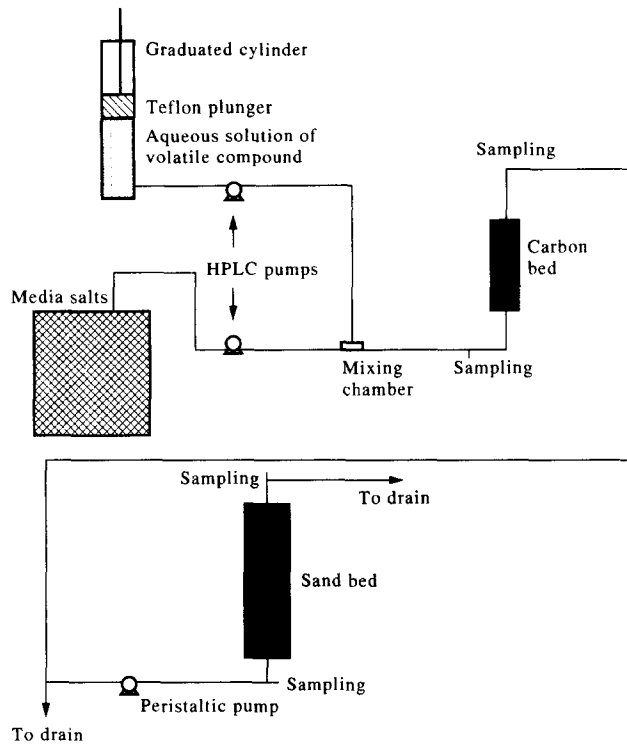 Graduated cylinder
Teflon plunger
Aqueous solution of
volatile compound
Sampling
Carbon
bed
HPLC pumps
Media salts
Mixing
chamber
Sampling
Sampling
To drain
Sand bed
Sampling
Peristaltic pump
To drain